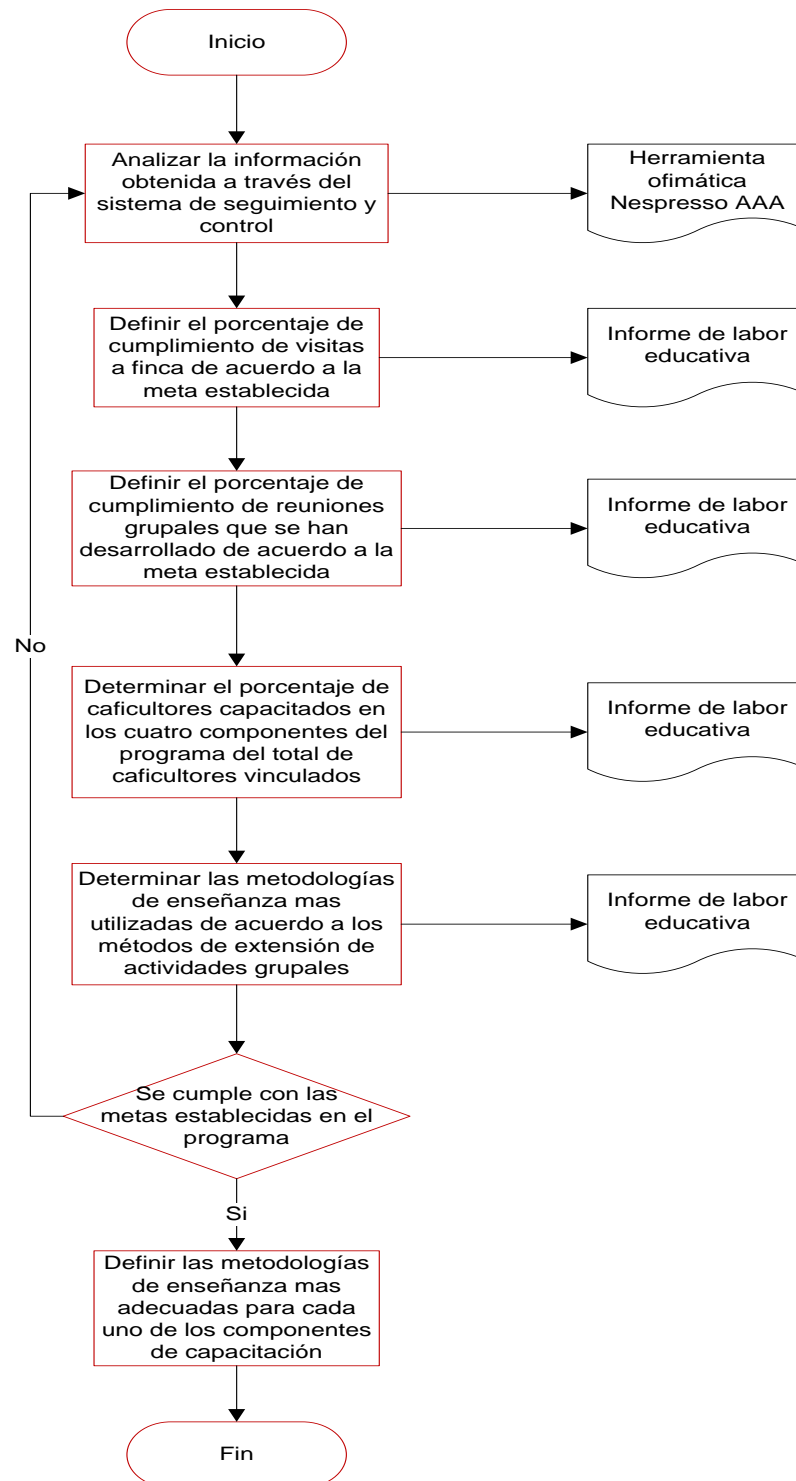 Inicio
Analizar la información
obtenida a través del
sistema de seguimiento y
control
Herramienta
ofimática
Nespresso AAA
Definir el porcentaje de
cumplimiento de visitas
a finca de acuerdo a la
meta establecida
Informe de labor
educativa
Definir el porcentaje de
cumplimiento de reuniones
grupales que se han
desarrollado de acuerdo a la
meta establecida
Informe de labor
educativa
No
Determinar el porcentaje de
caficultores capacitados en
los cuatro componentes del
programa del total de
caficultores vinculados
Informe de labor
educativa
Determinar las metodologías
de enseñanza mas
utilizadas de acuerdo a los
métodos de extensión de
actividades grupales
Informe de labor
educativa
Se cumple con las
metas establecidas en el
programa
Si
Definir las metodologías
de enseñanza mas
adecuadas para cada
uno de los componentes
de capacitación
Fin